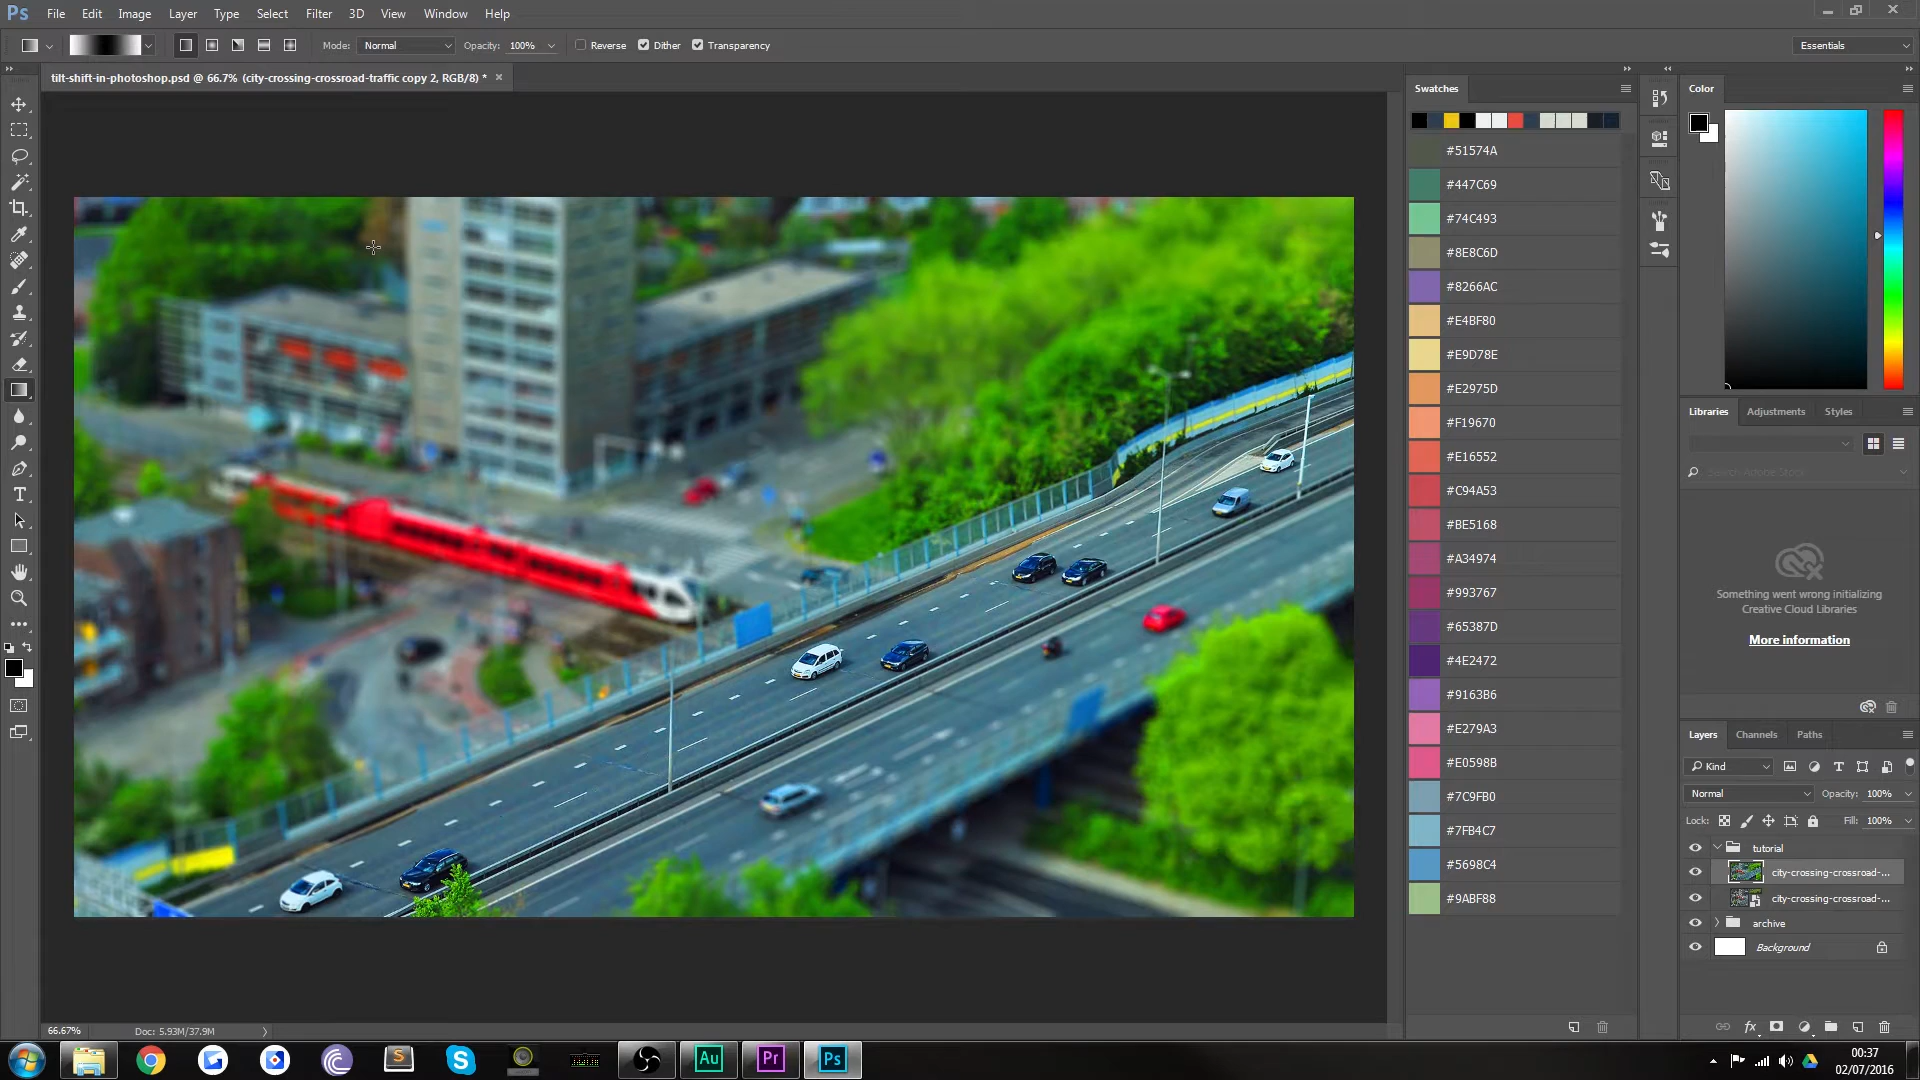 Ps File Edit Image Layer Type Select Filter 3D View Window Help
Mode: Normal Opacity: 100% Reverse Dither Transparency Essentials
tilt-shift-in-photoshop.psd @ 66.7% (city-crossing-crossroad-traffic copy 2, RGB/8) * ×
Swatches
#51574A
#447C69
#74C493
#8E8C6D
#8266AC
#E4BF80
#E9D78E
#E2975D
#F19670
#E16552
#C94A53
#BE5168
#A34974
#993767
#65387D
#4E2472
#9163B6
#E279A3
#E0598B
#7C9FB0
#7FB4C7
#5698C4
#9ABF88
Color
Libraries Adjustments Styles
Search Adobe Stock
Something went wrong initializing
Creative Cloud Libraries
More information
Layers Channels Paths
Kind
Normal Opacity: 100%
Lock: Fill: 100%
tutorial
city-crossing-crossroad-...
city-crossing-crossroad-...
archive
Background
66.67% Doc: 5.93M/37.9M
S Au Pr Ps
00:37
02/07/2016